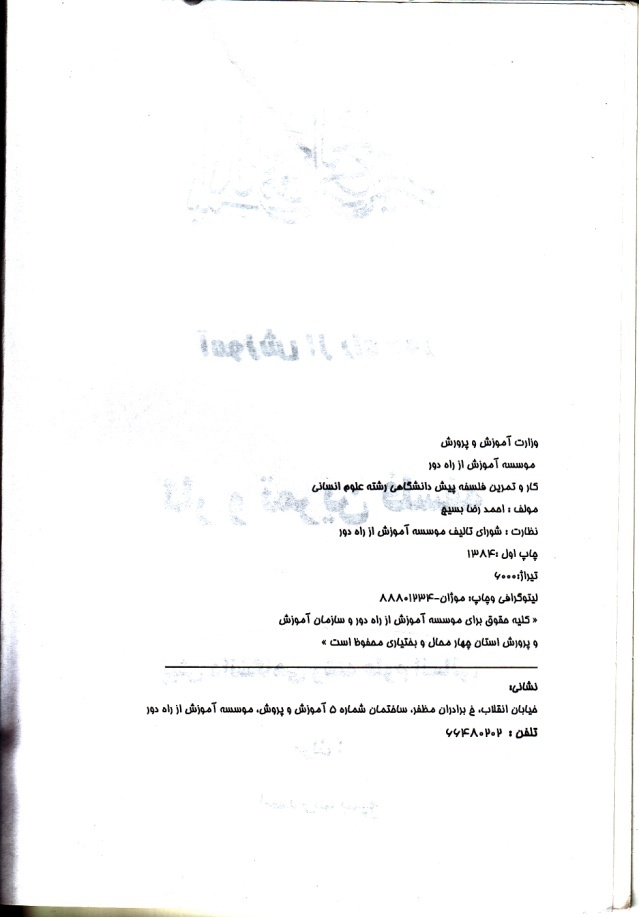 وزارت آموزش و پرورش
موسسه آموزش از راه دور
کار و تمرین فلسفه پیش دانشگاهی رشته علوم انسانی
مولف : احمد رضا بسیج
نظارت : شورای تالیف موسسه آموزش از راه دور
چاپ اول :۱۳۸۴
تیراژ:۶۰۰۰
لیتوگرافی وچاپ: موژان-۸۸۸۰۱۲۳۴
« کلیه حقوق برای موسسه آموزش از راه دور و سازمان آموزش
و پرورش استان چهار محال و بختیاری محفوظ است »
نشانی:
خیابان انقلاب، خ برادران مظفر، ساختمان شماره ۵ آموزش و پروش، موسسه آموزش از راه دور
تلفن : ۶۶۴۸۰۲۰۲